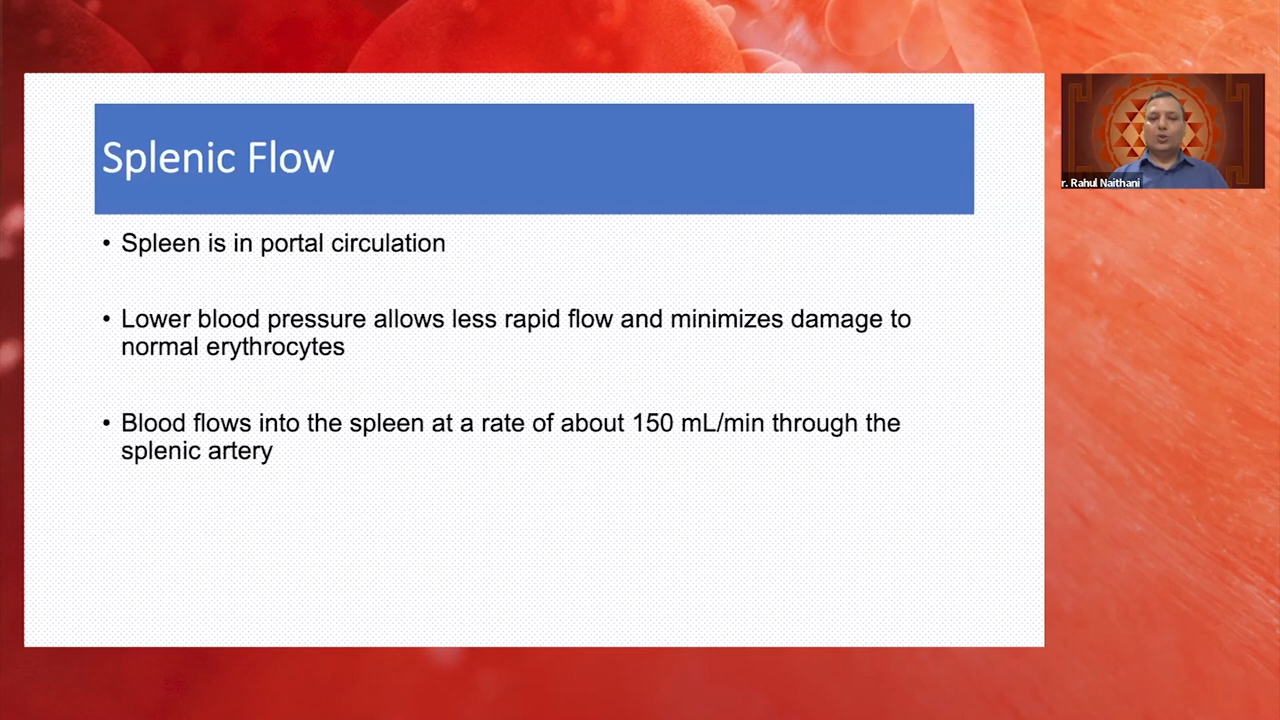 Splenic Flow
• Spleen is in portal circulation
• Lower blood pressure allows less rapid flow and minimizes damage to
normal erythrocytes
• Blood flows into the spleen at a rate of about 150 mL/min through the
splenic artery
r. Rahul Naithani